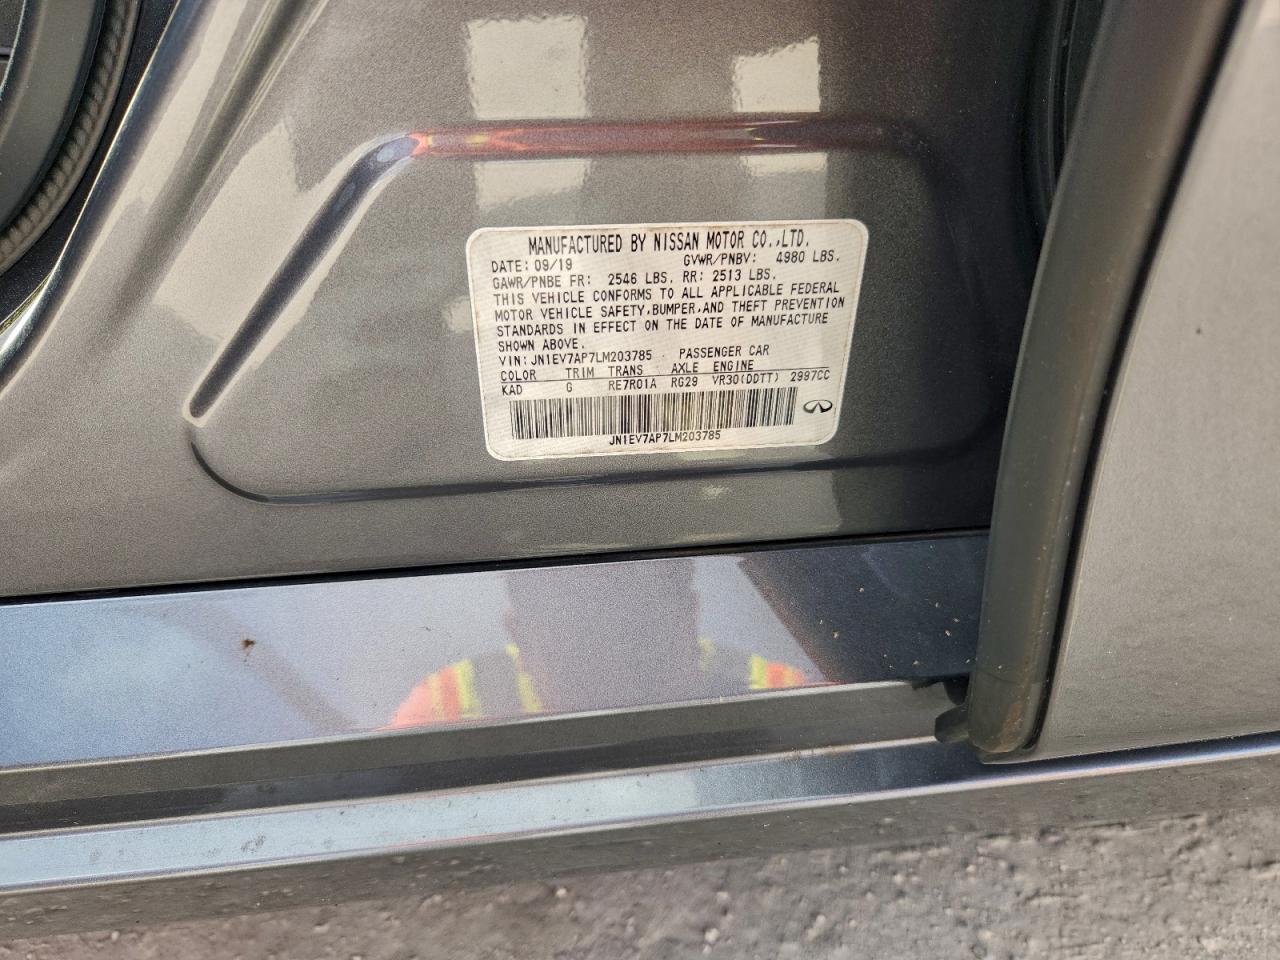 MANUFACTURED BY NISSAN MOTOR CO.,LTD.
DATE: 09/19 GVWR/PNBV: 4980 LBS.
GAWR/PNBE FR: 2546 LBS. RR: 2513 LBS.
THIS VEHICLE CONFORMS TO ALL APPLICABLE FEDERAL
MOTOR VEHICLE SAFETY,BUMPER,AND THEFT PREVENTION
STANDARDS IN EFFECT ON THE DATE OF MANUFACTURE
SHOWN ABOVE.
VIN: JN1EV7AP7LM203785 PASSENGER CAR
COLOR TRIM TRANS AXLE ENGINE
KAD G RE7R01A RG29 VR30(DDTT) 2997CC
JN1EV7AP7LM203785